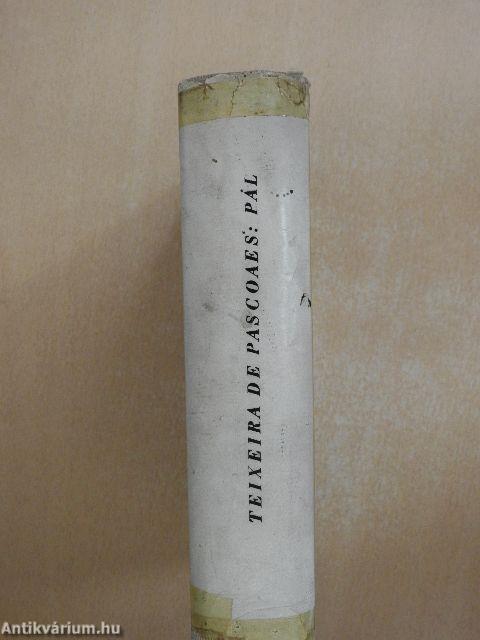 TEIXEIRA DE PASCOAES: PÁL
Antikvárium.hu